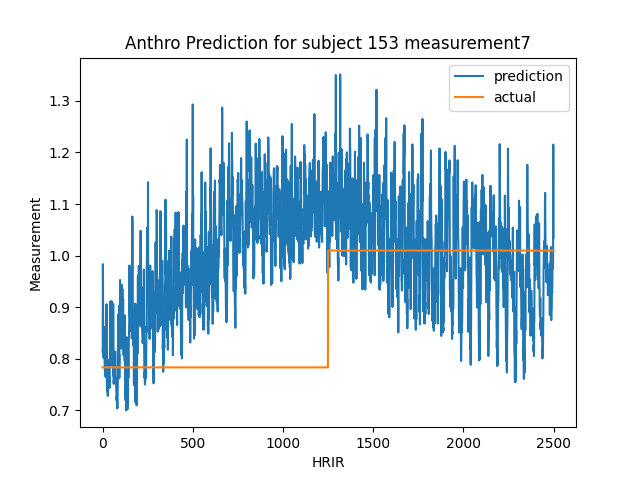 Anthro Prediction for subject 153 measurement7
prediction
actual
Measurement
1.3
1.2
1.1
1.0
0.9
0.8
0.7
0
500
1000
1500
2000
2500
HRIR